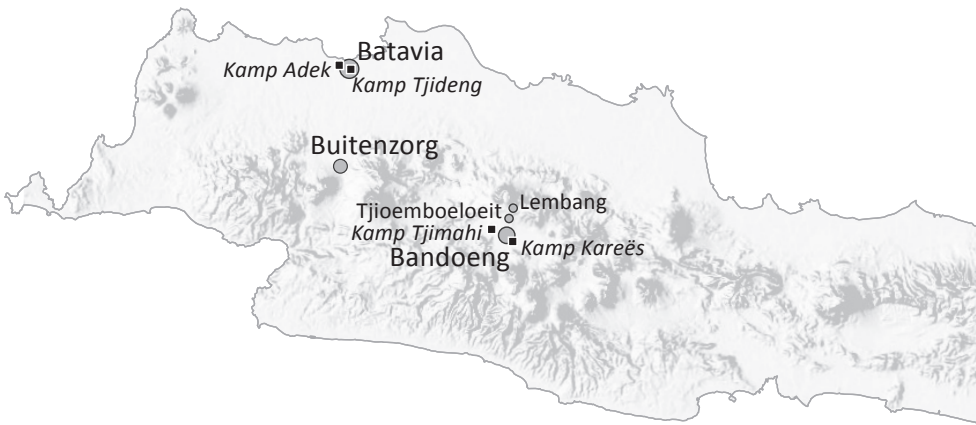 Batavia
Kamp Adek
Kamp Tjideng
Buitenzorg
Lembang
Tjioemboeloeit
Kamp Tjimahi
Kamp Kareës
Bandoeng